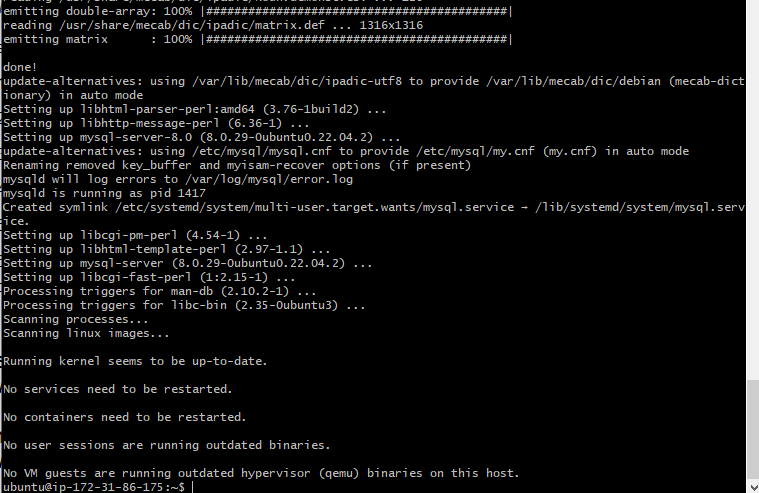 emitting double-array: 100% |###########################################|
reading /usr/share/mecab/dic/ipadic/matrix.def ... 1316x1316
emitting matrix      : 100% |###########################################|

done!
update-alternatives: using /var/lib/mecab/dic/ipadic-utf8 to provide /var/lib/mecab/dic/debian (mecab-dict
ionary) in auto mode
Setting up libhtml-parser-perl:amd64 (3.76-1build2) ...
Setting up libhttp-message-perl (6.36-1) ...
Setting up mysql-server-8.0 (8.0.29-0ubuntu0.22.04.2) ...
update-alternatives: using /etc/mysql/mysql.cnf to provide /etc/mysql/my.cnf (my.cnf) in auto mode
Renaming removed key_buffer and myisam-recover options (if present)
mysqld will log errors to /var/log/mysql/error.log
mysqld is running as pid 1417
Created symlink /etc/systemd/system/multi-user.target.wants/mysql.service → /lib/systemd/system/mysql.serv
ice.
Setting up libcgi-pm-perl (4.54-1) ...
Setting up libhtml-template-perl (2.97-1.1) ...
Setting up mysql-server (8.0.29-0ubuntu0.22.04.2) ...
Setting up libcgi-fast-perl (1:2.15-1) ...
Processing triggers for man-db (2.10.2-1) ...
Processing triggers for libc-bin (2.35-0ubuntu3) ...
Scanning processes...
Scanning linux images...

Running kernel seems to be up-to-date.

No services need to be restarted.

No containers need to be restarted.

No user sessions are running outdated binaries.

No VM guests are running outdated hypervisor (qemu) binaries on this host.
ubuntu@ip-172-31-86-175:~$